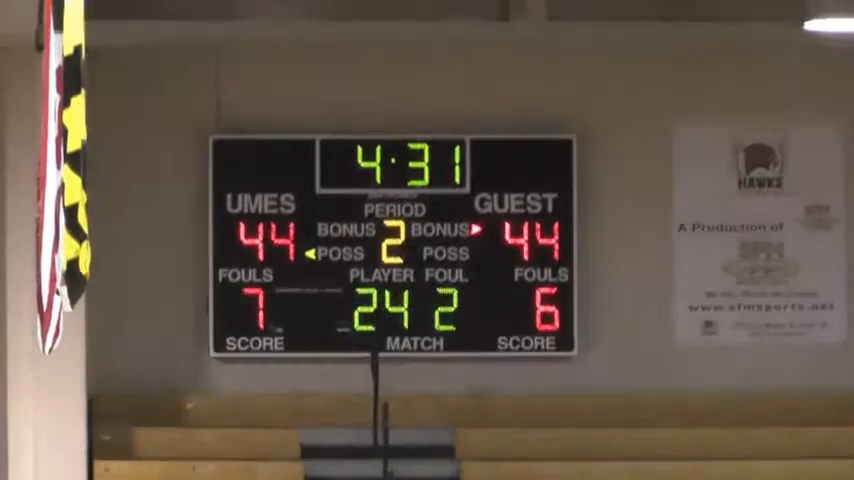 4:31
UMES PERIOD GUEST
44 BONUS 2 BONUS 44
POSS POSS
FOULS PLAYER FOUL FOULS
7 24 2 6
SCORE MATCH SCORE
HAWKS
A Production of
SFM
www.sfmsports.net